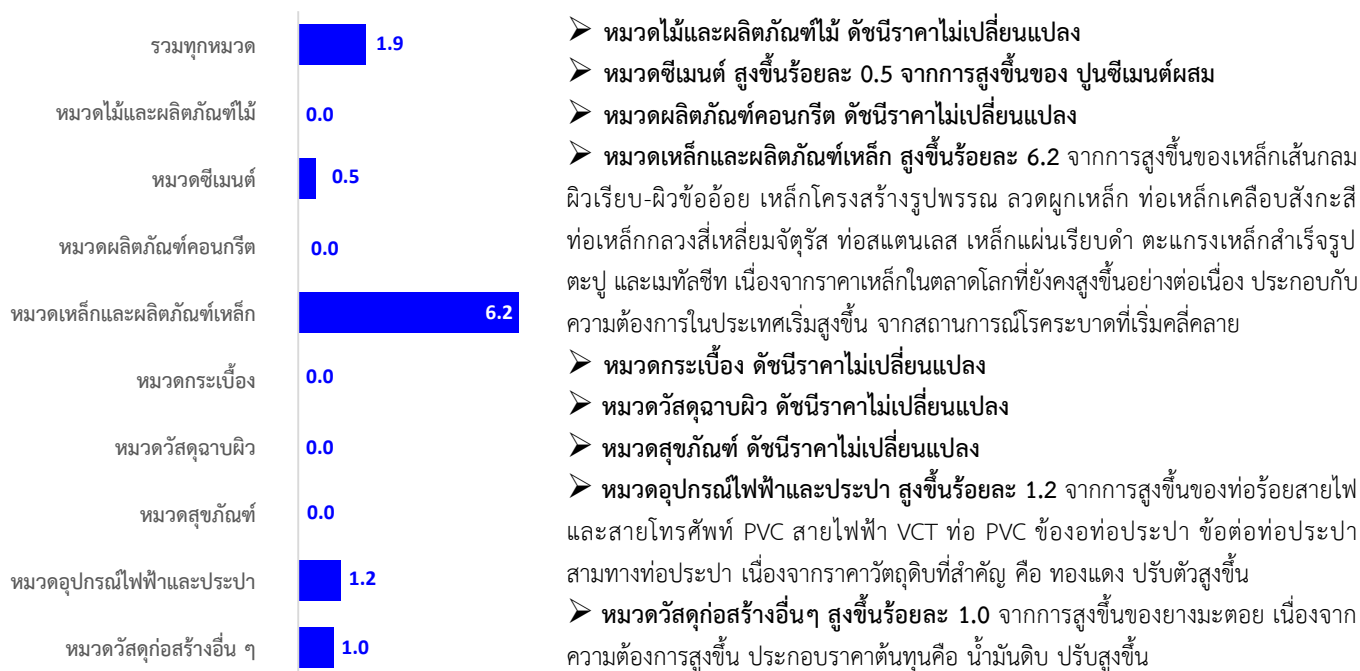 รวมทุกหมวด 1.9
หมวดไม้และผลิตภัณฑ์ไม้ 0.0
หมวดซีเมนต์ 0.5
หมวดผลิตภัณฑ์คอนกรีต 0.0
หมวดเหล็กและผลิตภัณฑ์เหล็ก 6.2
หมวดกระเบื้อง 0.0
หมวดวัสดุฉาบผิว 0.0
หมวดสุขภัณฑ์ 0.0
หมวดอุปกรณ์ไฟฟ้าและประปา 1.2
หมวดวัสดุก่อสร้างอื่น ๆ 1.0
➢ หมวดไม้และผลิตภัณฑ์ไม้ ดัชนีราคาไม่เปลี่ยนแปลง
➢ หมวดซีเมนต์ สูงขึ้นร้อยละ 0.5 จากการสูงขึ้นของ ปูนซีเมนต์ผสม
➢ หมวดผลิตภัณฑ์คอนกรีต ดัชนีราคาไม่เปลี่ยนแปลง
➢ หมวดเหล็กและผลิตภัณฑ์เหล็ก สูงขึ้นร้อยละ 6.2 จากการสูงขึ้นของเหล็กเส้นกลม
ผิวเรียบ-ผิวข้ออ้อย เหล็กโครงสร้างรูปพรรณ ลวดผูกเหล็ก ท่อเหล็กเคลือบสังกะสี
ท่อเหล็กกลวงสี่เหลี่ยมจัตุรัส ท่อสแตนเลส เหล็กแผ่นเรียบดำ ตะแกรงเหล็กสำเร็จรูป
ตะปู และเมทัลชีท เนื่องจากราคาเหล็กในตลาดโลกที่ยังคงสูงขึ้นอย่างต่อเนื่อง ประกอบกับ
ความต้องการในประเทศเริ่มสูงขึ้น จากสถานการณ์โรคระบาดที่เริ่มคลี่คลาย
➢ หมวดกระเบื้อง ดัชนีราคาไม่เปลี่ยนแปลง
➢ หมวดวัสดุฉาบผิว ดัชนีราคาไม่เปลี่ยนแปลง
➢ หมวดสุขภัณฑ์ ดัชนีราคาไม่เปลี่ยนแปลง
➢ หมวดอุปกรณ์ไฟฟ้าและประปา สูงขึ้นร้อยละ 1.2 จากการสูงขึ้นของท่อร้อยสายไฟ
และสายโทรศัพท์ PVC สายไฟฟ้า VCT ท่อ PVC ข้องอท่อประปา ข้อต่อท่อประปา
สามทางท่อประปา เนื่องจากราคาวัตถุดิบที่สำคัญ คือ ทองแดง ปรับตัวสูงขึ้น
➢ หมวดวัสดุก่อสร้างอื่นๆ สูงขึ้นร้อยละ 1.0 จากการสูงขึ้นของยางมะตอย เนื่องจาก
ความต้องการสูงขึ้น ประกอบราคาต้นทุนคือ น้ำมันดิบ ปรับสูงขึ้น